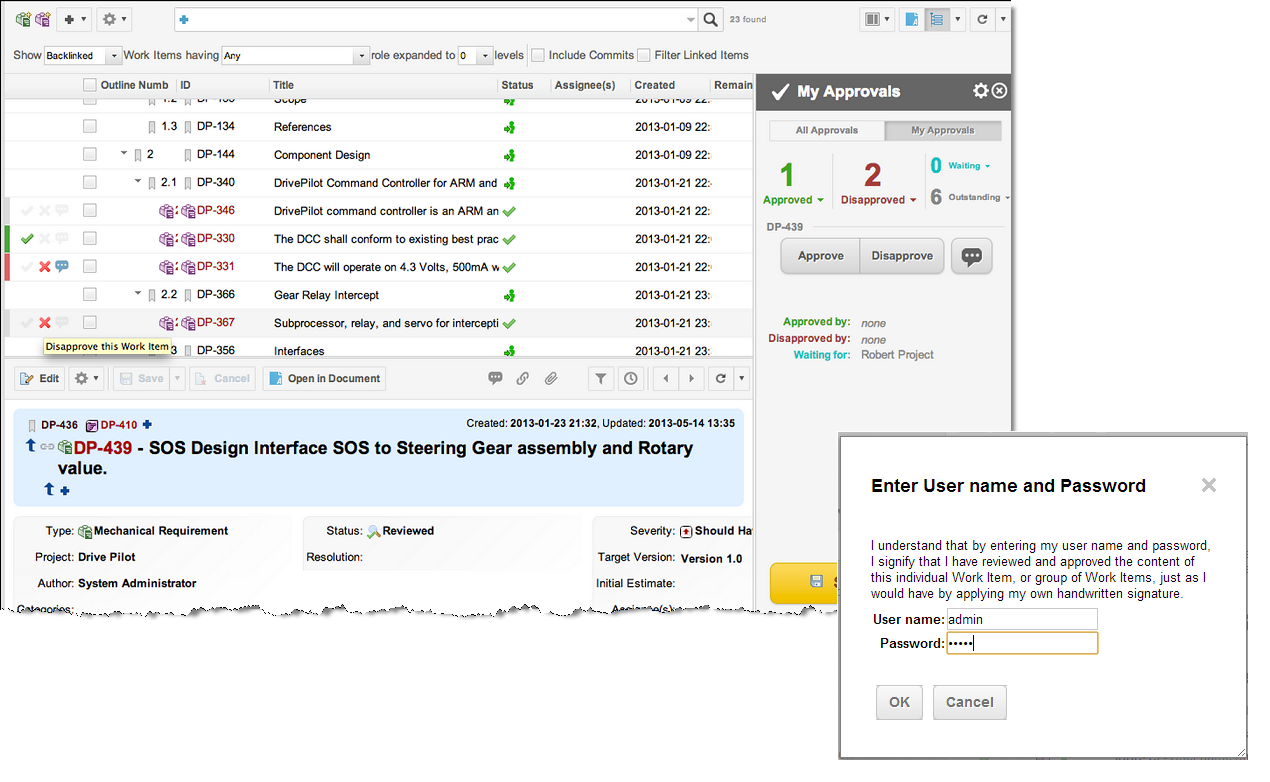 23 found
Show Backlinked Work Items having Any role expanded to 0 levels Include Commits Filter Linked Items
Outline Numb ID Title Status Assignee(s) Created Remain
Scope 2013-01-09 22:
1.3 DP-134 References 2013-01-09 22:
2 DP-144 Component Design 2013-01-09 22:
2.1 DP-340 DrivePilot Command Controller for ARM and 2013-01-21 22:
DP-346 DrivePilot command controller is an ARM an 2013-01-21 22:
DP-330 The DCC shall conform to existing best prac 2013-01-21 22:
DP-331 The DCC will operate on 4.3 Volts, 500mA w 2013-01-21 22:
2.2 DP-366 Gear Relay Intercept 2013-01-21 23:
DP-367 Subprocessor, relay, and servo for intercepti 2013-01-21 23:
Disapprove this Work Item
3 DP-356 Interfaces 2013-01-21 23:
My Approvals
All Approvals My Approvals
1 Approved
2 Disapproved
0 Waiting
6 Outstanding
DP-439
Approve Disapprove
Approved by: none
Disapproved by: none
Waiting for: Robert Project
Edit Save Cancel Open in Document
DP-436 DP-410 Created: 2013-01-23 21:32, Updated: 2013-05-14 13:35
DP-439 - SOS Design Interface SOS to Steering Gear assembly and Rotary
value.
Type: Mechanical Requirement Status: Reviewed Severity: Should Ha
Project: Drive Pilot Resolution: Target Version: Version 1.0
Author: System Administrator Initial Estimate:
Categories: Assignee(s):
Enter User name and Password
I understand that by entering my user name and password,
I signify that I have reviewed and approved the content of
this individual Work Item, or group of Work Items, just as I
would have by applying my own handwritten signature.
User name: admin
Password: •••••
OK Cancel